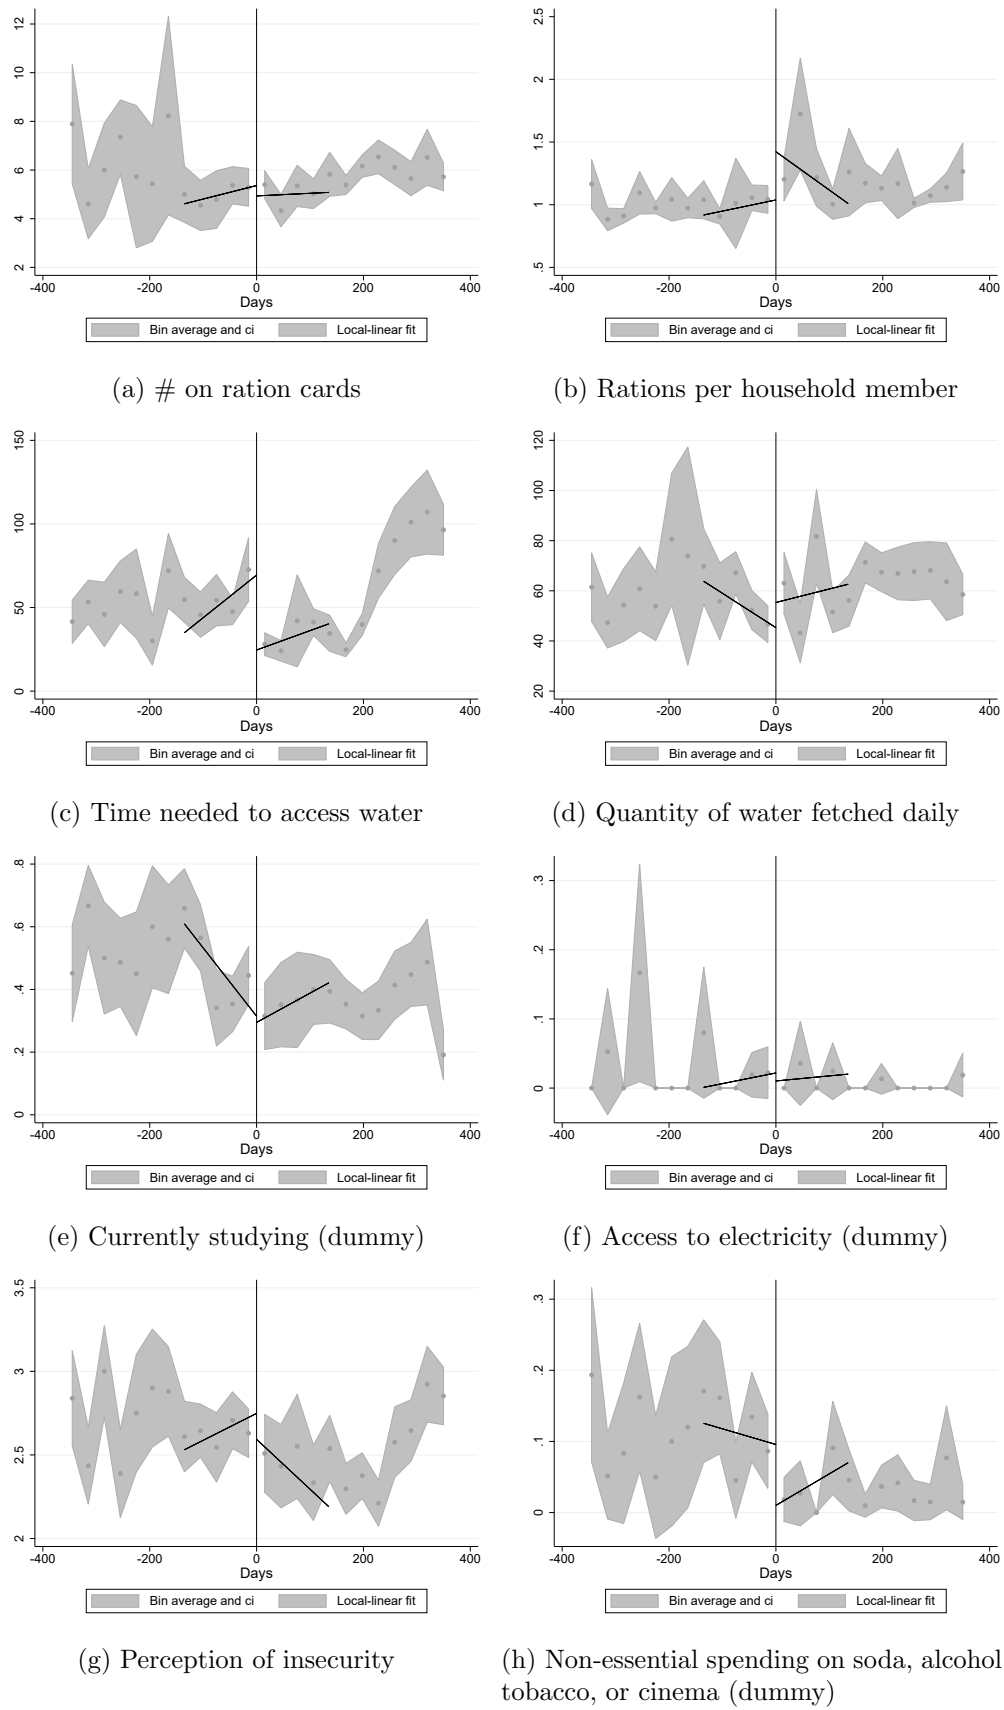 12
10
8
6
4
2
-400 -200 0 200 400
Days
Bin average and ci Local-linear fit
(a) # on ration cards
2.5
2
1.5
1
.5
-400 -200 0 200 400
Days
Bin average and ci Local-linear fit
(b) Rations per household member
150
100
50
0
-400 -200 0 200 400
Days
Bin average and ci Local-linear fit
(c) Time needed to access water
120
100
80
60
40
20
-400 -200 0 200 400
Days
Bin average and ci Local-linear fit
(d) Quantity of water fetched daily
.8
.6
.4
.2
0
-400 -200 0 200 400
Days
Bin average and ci Local-linear fit
(e) Currently studying (dummy)
.3
.2
.1
0
-400 -200 0 200 400
Days
Bin average and ci Local-linear fit
(f) Access to electricity (dummy)
3.5
3
2.5
2
-400 -200 0 200 400
Days
Bin average and ci Local-linear fit
(g) Perception of insecurity
.3
.2
.1
0
-400 -200 0 200 400
Days
Bin average and ci Local-linear fit
(h) Non-essential spending on soda, alcohol
tobacco, or cinema (dummy)